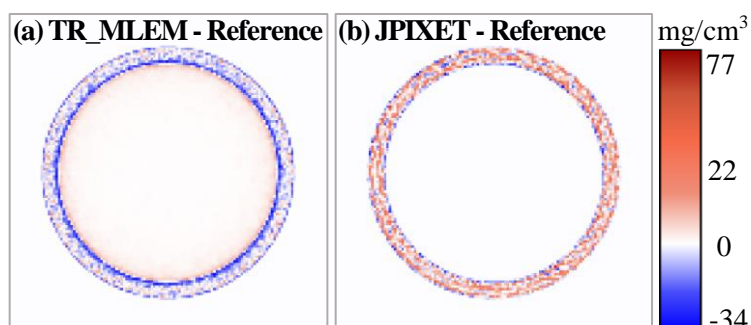 (a) TR_MLEM - Reference
(b) JPIXET - Reference
mg/cm³
77
22
0
-34